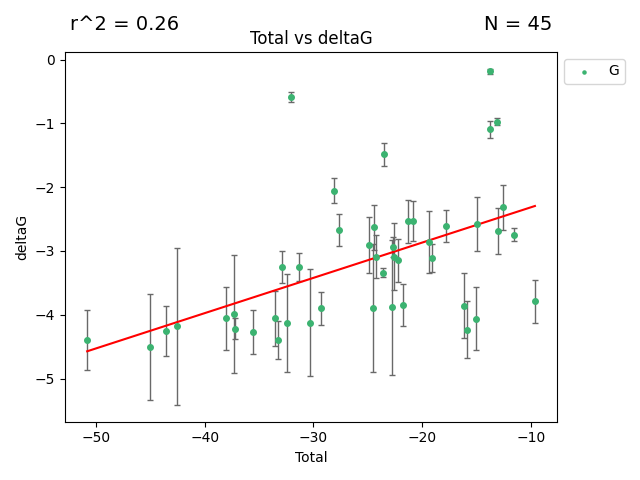 r^2 = 0.26
N = 45
Total vs deltaG
G
deltaG
0
−1
−2
−3
−4
−5
−50
−40
−30
−20
−10
Total